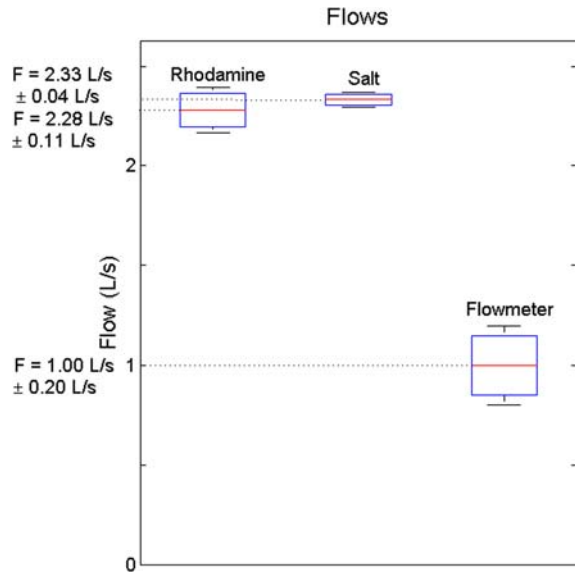 Flows
F = 2.33 L/s
± 0.04 L/s
F = 2.28 L/s
± 0.11 L/s
Rhodamine
Salt
2
Flow (L/s)
Flowmeter
F = 1.00 L/s
± 0.20 L/s
1
0